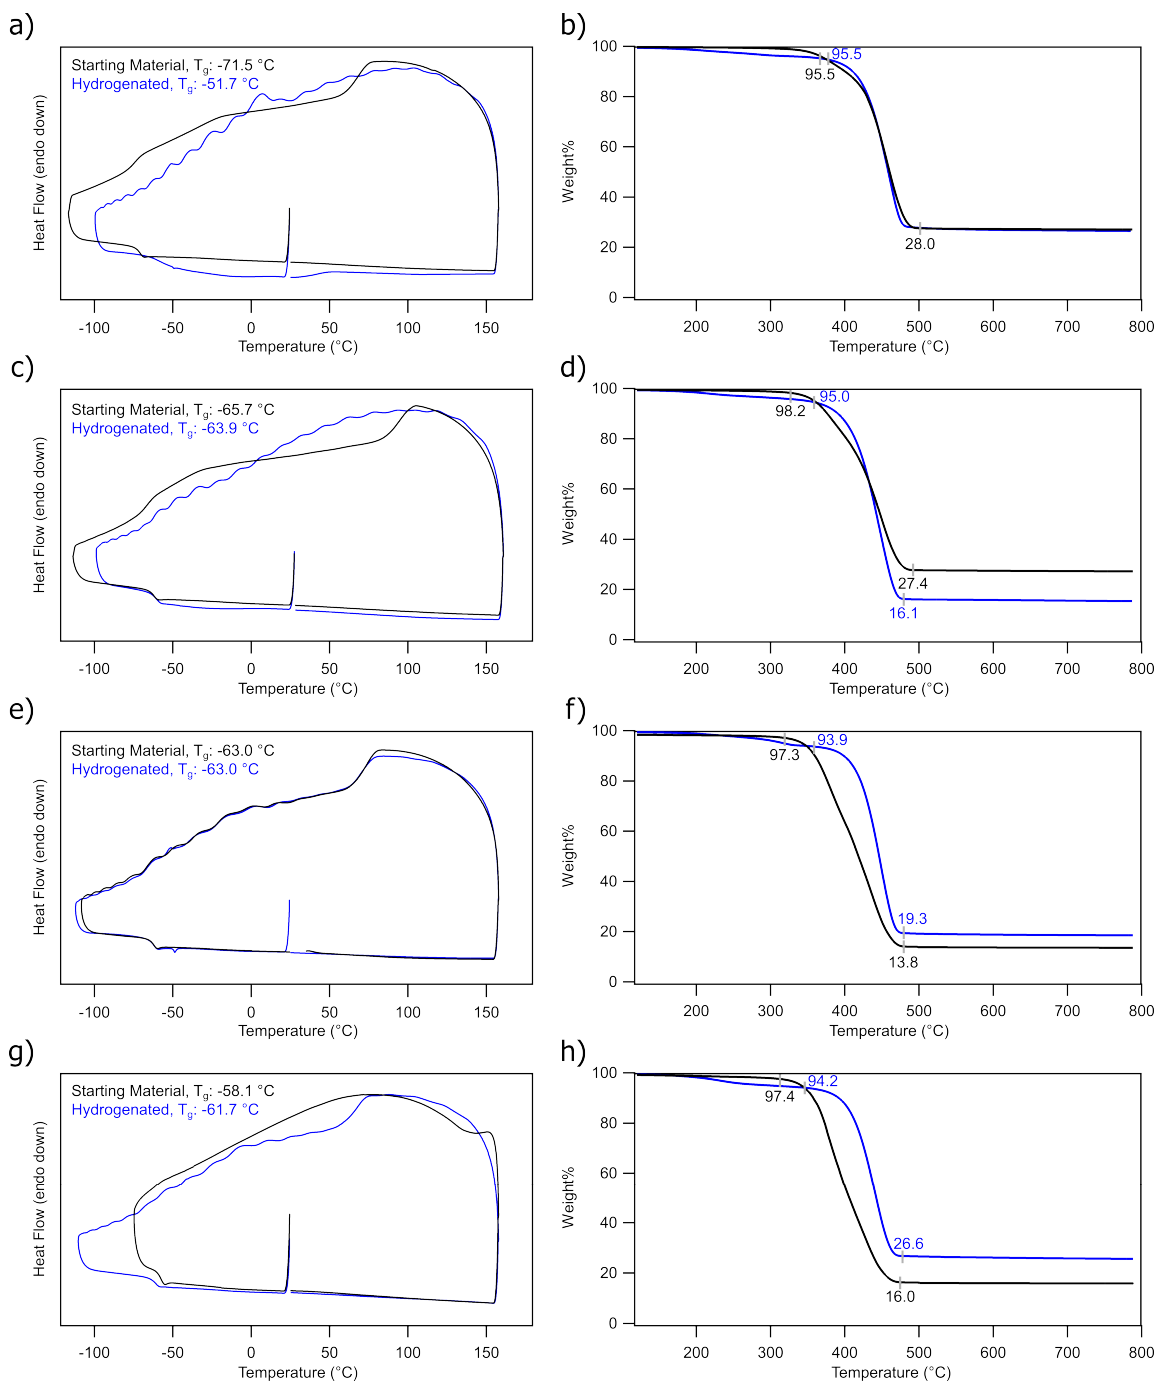 a)
Starting Material, Tg: -71.5 °C
Hydrogenated, Tg: -51.7 °C
Heat Flow (endo down)
-100 -50 0 50 100 150
Temperature (°C)
b)
100
80
60
40
20
0
Weight%
95.5
95.5
28.0
200 300 400 500 600 700 800
Temperature (°C)
c)
Starting Material, Tg: -65.7 °C
Hydrogenated, Tg: -63.9 °C
Heat Flow (endo down)
-100 -50 0 50 100 150
Temperature (°C)
d)
100
80
60
40
20
0
Weight%
95.0
98.2
27.4
16.1
200 300 400 500 600 700 800
Temperature (°C)
e)
Starting Material, Tg: -63.0 °C
Hydrogenated, Tg: -63.0 °C
Heat Flow (endo down)
-100 -50 0 50 100 150
Temperature (°C)
f)
100
80
60
40
20
0
Weight%
93.9
97.3
19.3
13.8
200 300 400 500 600 700 800
Temperature (°C)
g)
Starting Material, Tg: -58.1 °C
Hydrogenated, Tg: -61.7 °C
Heat Flow (endo down)
-100 -50 0 50 100 150
Temperature (°C)
h)
100
80
60
40
20
0
Weight%
94.2
97.4
26.6
16.0
200 300 400 500 600 700 800
Temperature (°C)